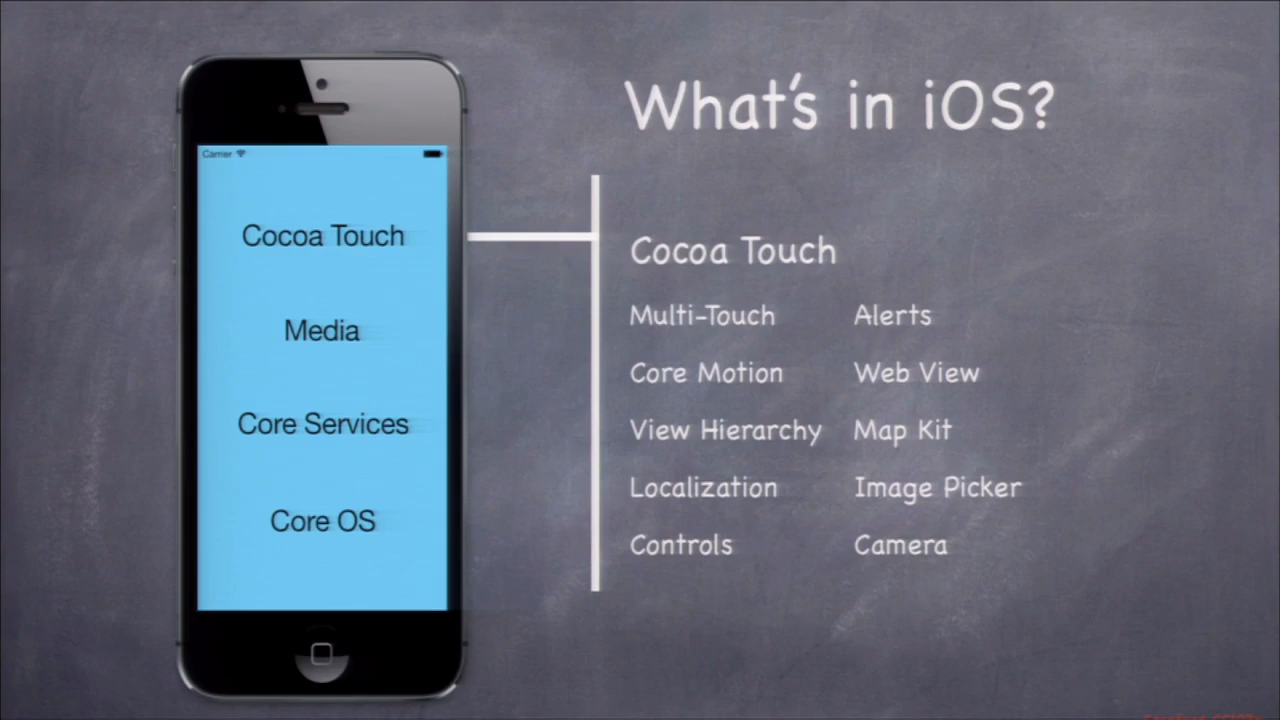 What's in iOS?
Carrier
Cocoa Touch
Media
Core Services
Core OS
Cocoa Touch
Multi-Touch Alerts
Core Motion Web View
View Hierarchy Map Kit
Localization Image Picker
Controls Camera